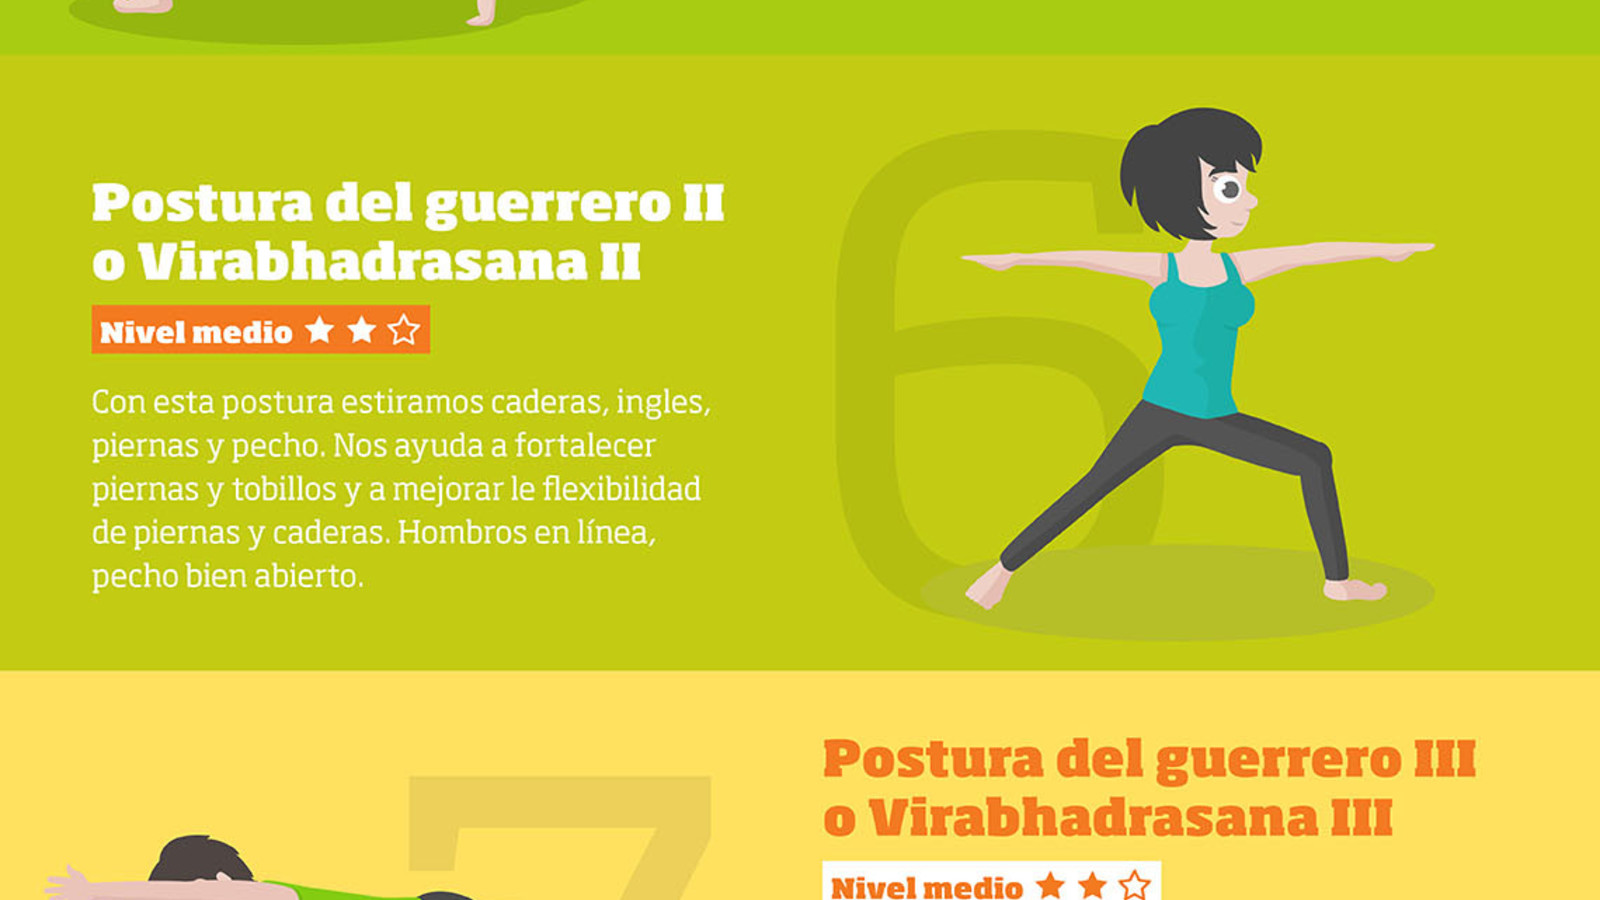 6
Postura del guerrero II
o Virabhadrasana II
Nivel medio
Con esta postura estiramos caderas, ingles,
piernas y pecho. Nos ayuda a fortalecer
piernas y tobillos y a mejorar le flexibilidad
de piernas y caderas. Hombros en línea,
pecho bien abierto.
7
Postura del guerrero III
o Virabhadrasana III
Nivel medio